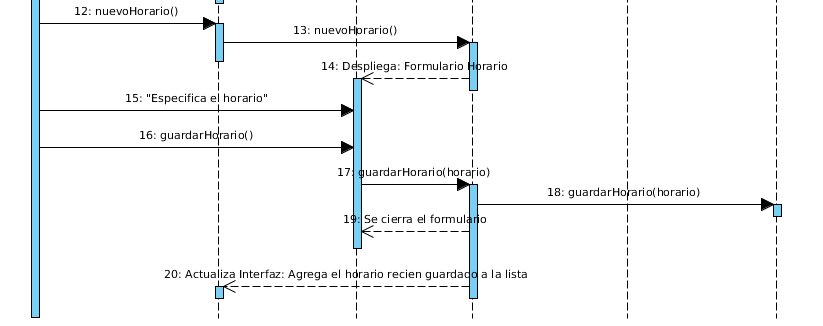 12: nuevoHorario()
13: nuevoHorario()
14: Despliega: Formulario Horario
15: "Especifica el horario"
16: guardarHorario()
17: guardarHorario(horario)
18: guardarHorario(horario)
19: Se cierra el formulario
20: Actualiza Interfaz: Agrega el horario recien guardado a la lista